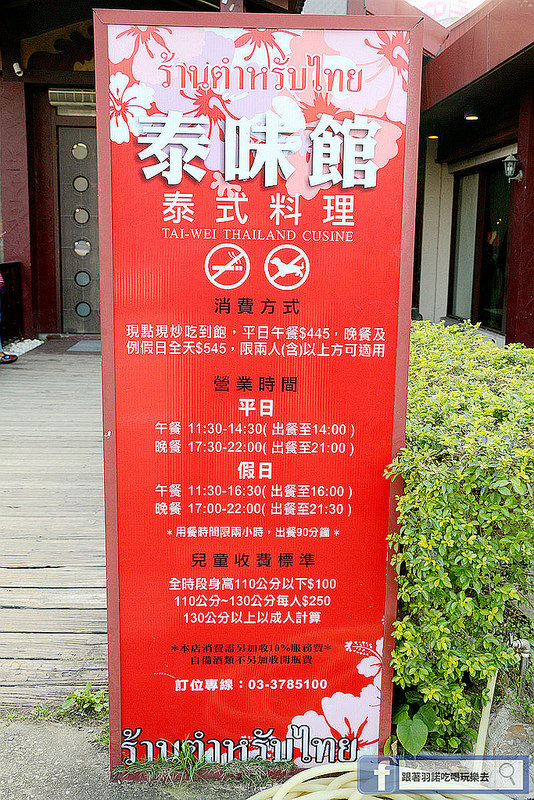 ร้านตำหรับไทย
泰味館
泰式料理
TAI-WEI THAILAND CUSINE
消費方式
現點現炒吃到飽，平日午餐$445，晚餐及
例假日全天$545，限兩人(含)以上方可適用
營業時間
平日
午餐 11:30-14:30( 出餐至14:00 )
晚餐 17:30-22:00( 出餐至21:00 )
假日
午餐 11:30-16:30( 出餐至16:00 )
晚餐 17:00-22:00( 出餐至21:30 )
＊用餐時間限兩小時，出餐90分鐘＊
兒童收費標準
全時段身高110公分以下$100
110公分~130公分每人$250
130公分以上以成人計算
＊本店消費需另加收10%服務費＊
自備酒類不另加收開瓶費
訂位專線：03-3785100
ร้านตำหรับไทย
f 跟著羽諾吃喝玩樂去